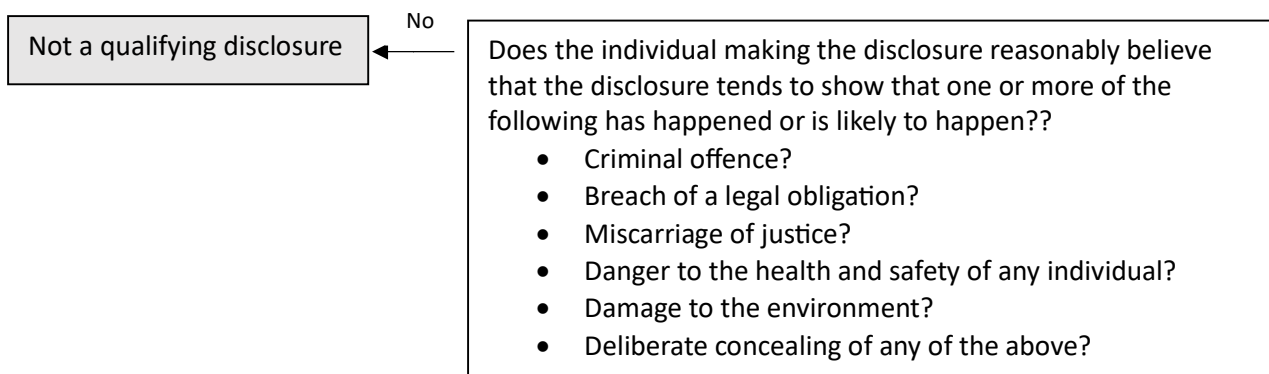 No
Not a qualifying disclosure
Does the individual making the disclosure reasonably believe
that the disclosure tends to show that one or more of the
following has happened or is likely to happen??
• Criminal offence?
• Breach of a legal obligation?
• Miscarriage of justice?
• Danger to the health and safety of any individual?
• Damage to the environment?
• Deliberate concealing of any of the above?